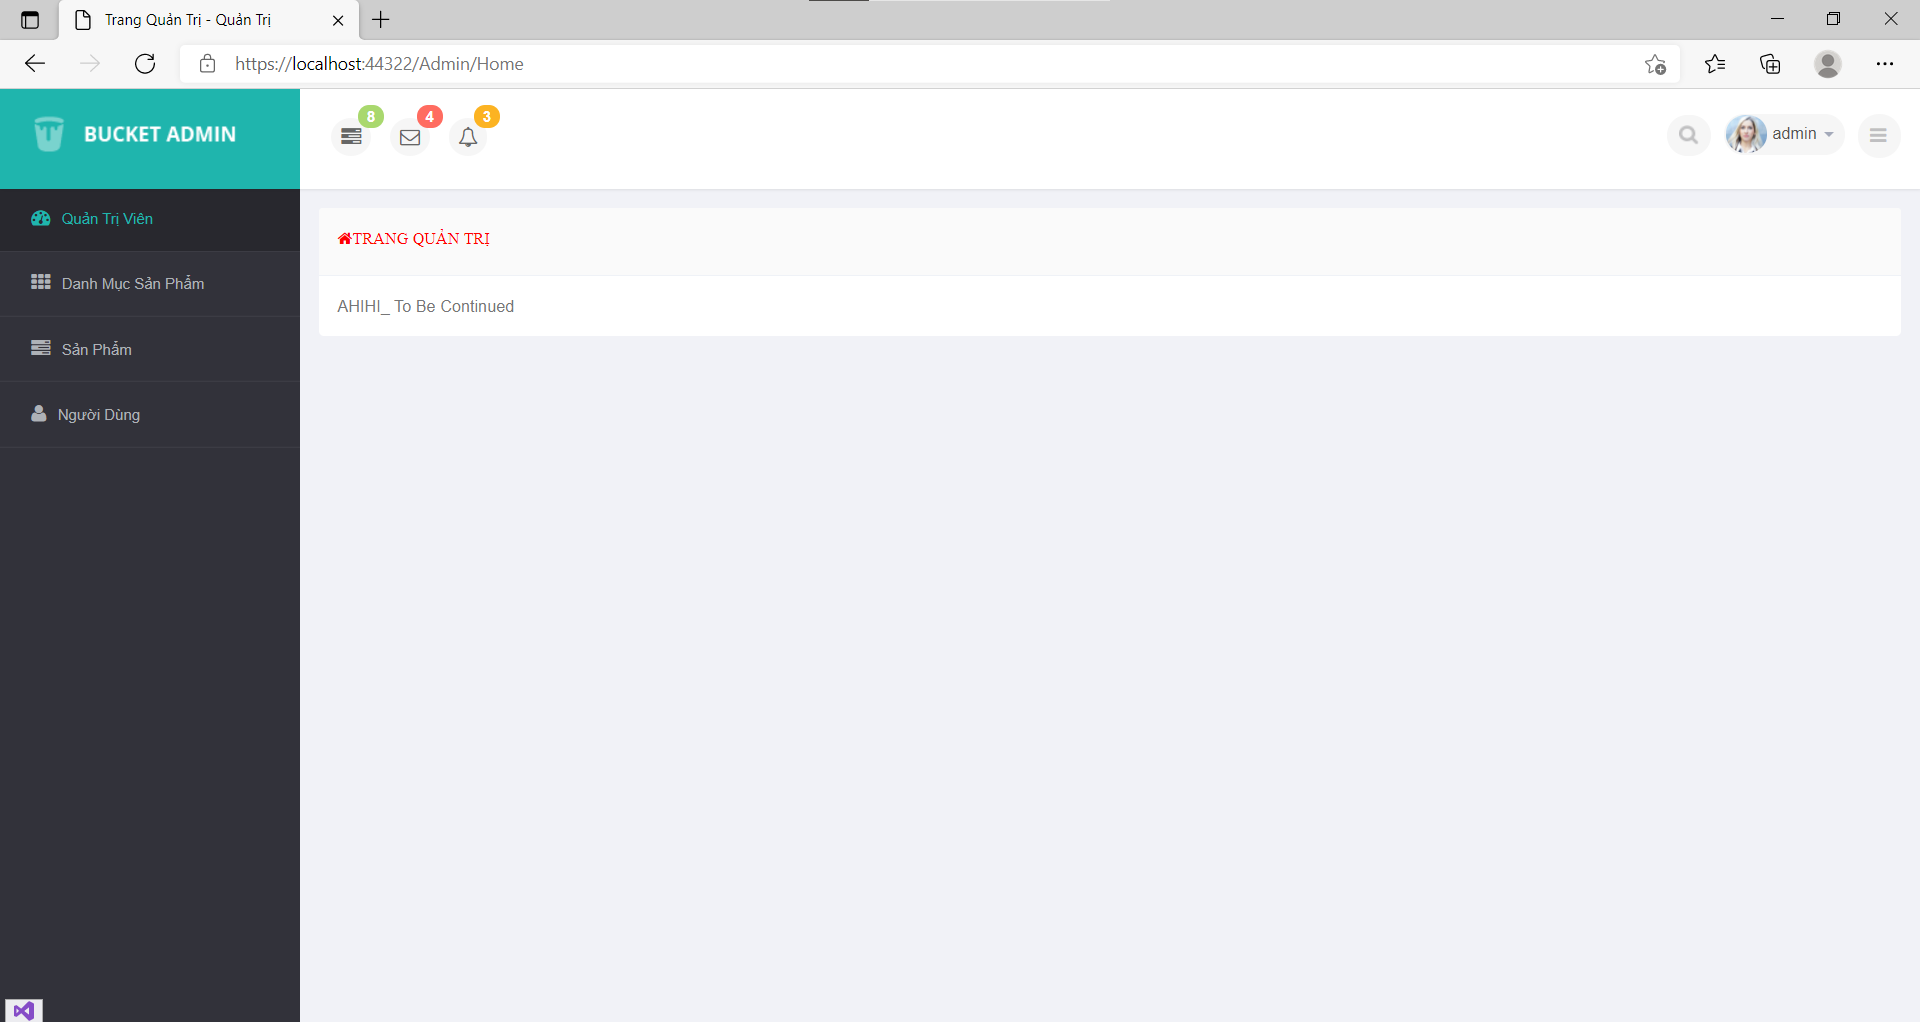 Trang Quản Trị - Quản Trị
https://localhost:44322/Admin/Home
BUCKET ADMIN
8
4
3
admin
Quản Trị Viên
Danh Mục Sản Phẩm
Sản Phẩm
Người Dùng
TRANG QUẢN TRỊ
AHIHI_ To Be Continued